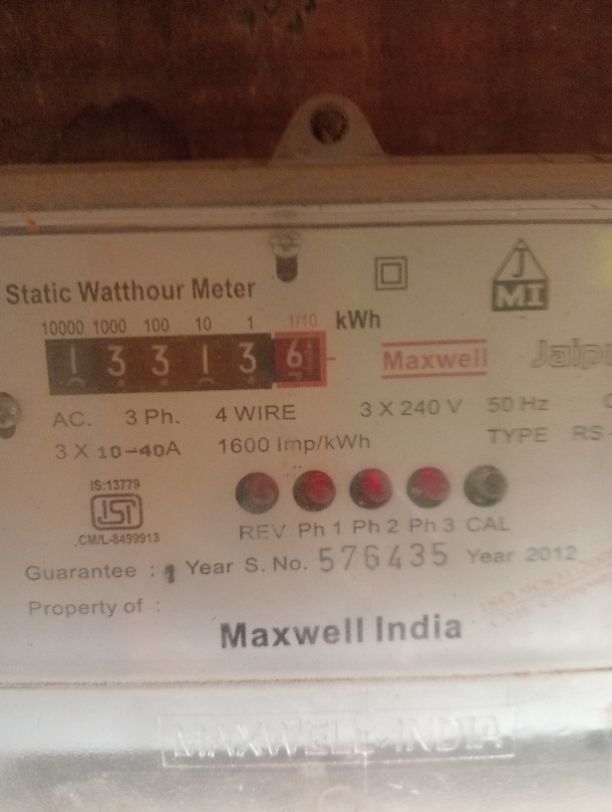 JMI
Static Watthour Meter
10000 1000 100 10 1 1/10 kWh
1 3 3 1 3 6
Maxwell
AC. 3 Ph. 4 WIRE 3 X 240 V 50 Hz
3 X 10-40A 1600 Imp/kWh TYPE RS
IS:13779
ISI
CM/L-8499913
REV Ph 1 Ph 2 Ph 3 CAL
Guarantee : 1 Year S. No. 576435 Year 2012
Property of :
Maxwell India
MAXWELL-INDIA